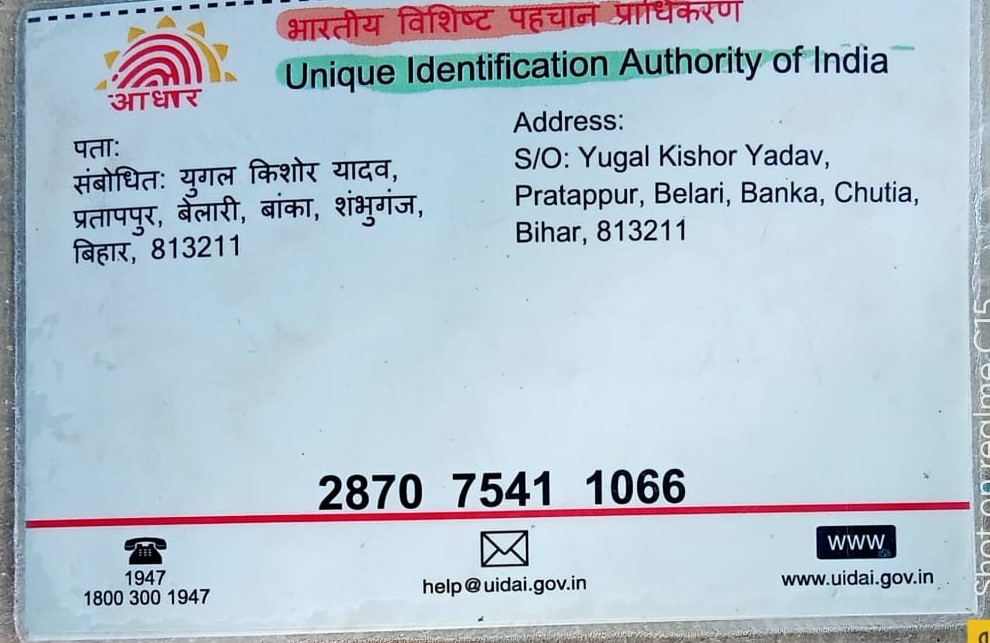 भारतीय विशिष्ट पहचान प्राधिकरण
Unique Identification Authority of India
आधार
पता:
संबोधित: युगल किशोर यादव,
प्रतापपुर, बेलारी, बांका, शंभुगंज,
बिहार, 813211
Address:
S/O: Yugal Kishor Yadav,
Pratappur, Belari, Banka, Chutia,
Bihar, 813211
2870 7541 1066
1947
1800 300 1947
help@uidai.gov.in
www
www.uidai.gov.in
Shot on realme C15